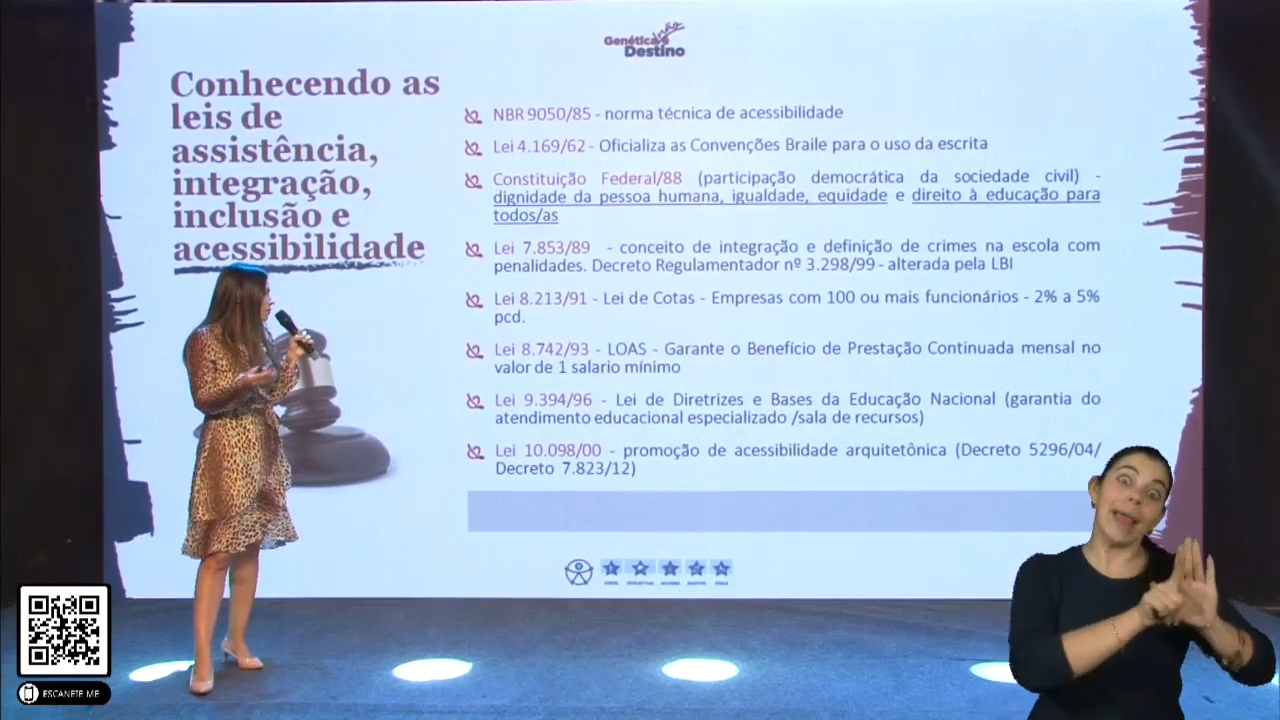 Genética não é
Destino
Conhecendo as
leis de
assistência,
integração,
inclusão e
acessibilidade
NBR 9050/85 - norma técnica de acessibilidade
Lei 4.169/62 - Oficializa as Convenções Braile para o uso da escrita
Constituição Federal/88 (participação democrática da sociedade civil) -
dignidade da pessoa humana, igualdade, equidade e direito à educação para
todos/as
Lei 7.853/89 - conceito de integração e definição de crimes na escola com
penalidades. Decreto Regulamentador nº 3.298/99 - alterada pela LBI
Lei 8.213/91 - Lei de Cotas - Empresas com 100 ou mais funcionários - 2% a 5%
pcd.
Lei 8.742/93 - LOAS - Garante o Benefício de Prestação Continuada mensal no
valor de 1 salario mínimo
Lei 9.394/96 - Lei de Diretrizes e Bases da Educação Nacional (garantia do
atendimento educacional especializado /sala de recursos)
Lei 10.098/00 - promoção de acessibilidade arquitetônica (Decreto 5296/04/
Decreto 7.823/12)
ESCANEIE ME